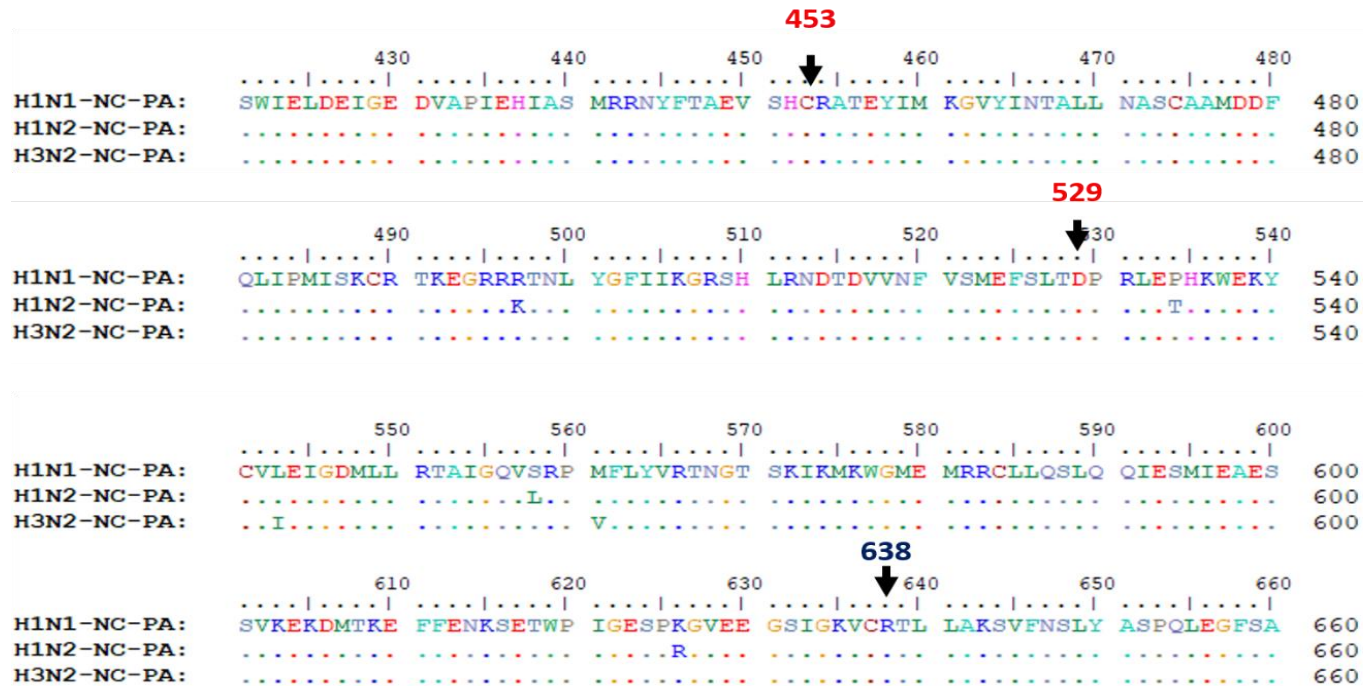 453
430 440 450 460 470 480
....|....| ....|....| ....|....| ....|....| ....|....| ....|....|
H1N1-NC-PA: SWIELDEIGE DVAPIEHIAS MRRNYFTAEV SHCRATEYIM KGVYINTALL NASCAAMDDF 480
H1N2-NC-PA: .......... .......... .......... .......... .......... .......... 480
H3N2-NC-PA: .......... .......... .......... .......... .......... .......... 480
529
490 500 510 520 530 540
....|....| ....|....| ....|....| ....|....| ....|....| ....|....|
H1N1-NC-PA: QLIPMISKCR TKEGRRRTNL YGFIIKGRSH LRNDTDVVNF VSMEFSLTDP RLEPHKWEKY 540
H1N2-NC-PA: .......... ......K... .......... .......... .......... ...T...... 540
H3N2-NC-PA: .......... .......... .......... .......... .......... .......... 540
550 560 570 580 590 600
....|....| ....|....| ....|....| ....|....| ....|....| ....|....|
H1N1-NC-PA: CVLEIGDMLL RTAIGQVSRP MFLYVRTNGT SKIKMKWGME MRRCLLQSLQ QIESMIEAES 600
H1N2-NC-PA: .......... .......L.. .......... .......... .......... .......... 600
H3N2-NC-PA: ..I....... .......... V......... .......... .......... .......... 600
638
610 620 630 640 650 660
....|....| ....|....| ....|....| ....|....| ....|....| ....|....|
H1N1-NC-PA: SVKEKDMTKE FFENKSETWP IGESPKGVEE GSIGKVCRTL LAKSVFNSLY ASPQLEGFSA 660
H1N2-NC-PA: .......... .......... .....R.... .......... .......... .......... 660
H3N2-NC-PA: .......... .......... .......... .......... .......... .......... 660